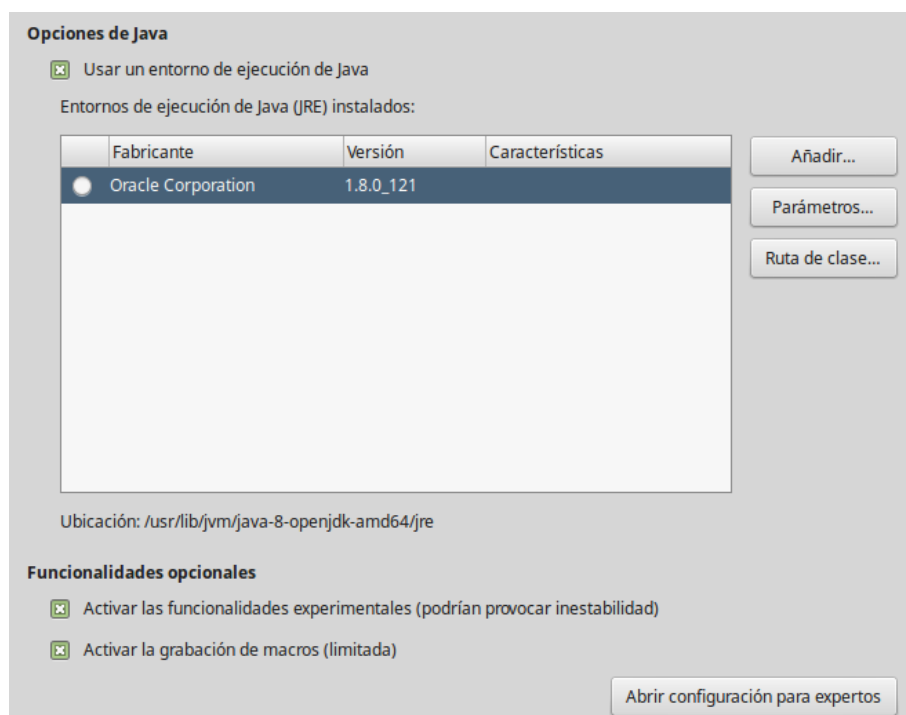 Opciones de Java
Usar un entorno de ejecución de Java
Entornos de ejecución de Java (JRE) instalados:
Fabricante Versión Características
Oracle Corporation 1.8.0_121
Añadir...
Parámetros...
Ruta de clase...
Ubicación: /usr/lib/jvm/java-8-openjdk-amd64/jre
Funcionalidades opcionales
Activar las funcionalidades experimentales (podrían provocar inestabilidad)
Activar la grabación de macros (limitada)
Abrir configuración para expertos